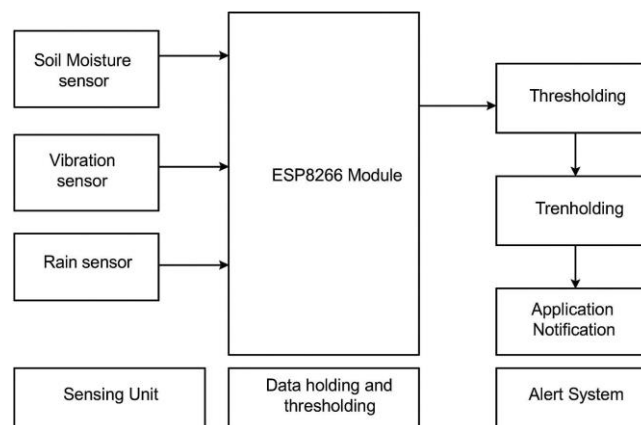 Soil Moisture
sensor
Vibration
sensor
Rain sensor
ESP8266 Module
Thresholding
Trenholding
Application
Notification
Sensing Unit
Data holding and
thresholding
Alert System